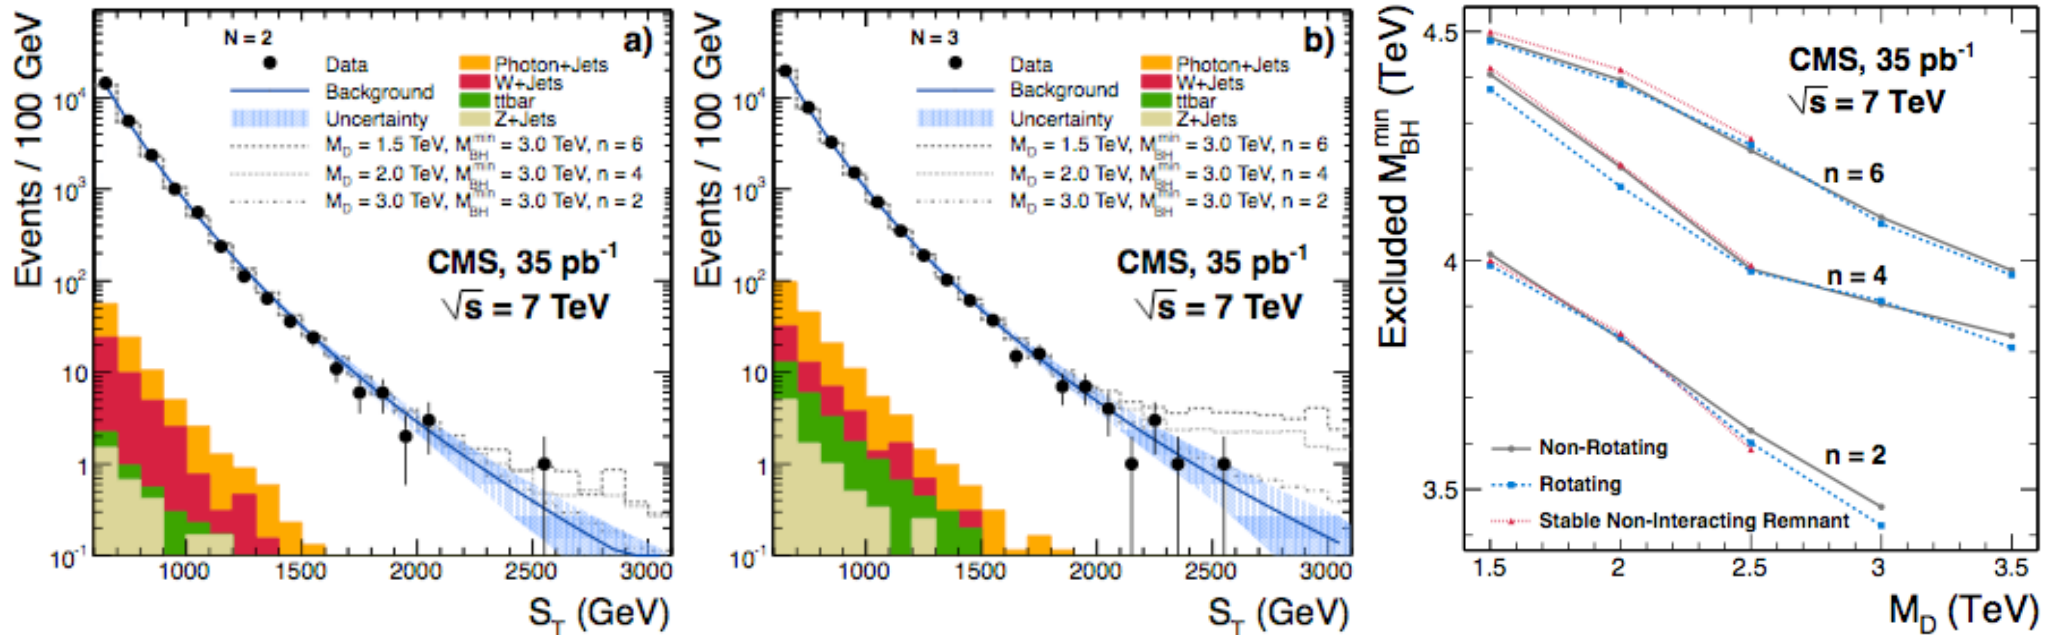 Events / 100 GeV
10^4
10^3
10^2
10
1
10^-1
N = 2
a)
Data
Background
Uncertainty
Photon+Jets
W+Jets
ttbar
Z+Jets
M_D = 1.5 TeV, M_BH^min = 3.0 TeV, n = 6
M_D = 2.0 TeV, M_BH^min = 3.0 TeV, n = 4
M_D = 3.0 TeV, M_BH^min = 3.0 TeV, n = 2
CMS, 35 pb^-1
√s = 7 TeV
1000 1500 2000 2500 3000
S_T (GeV)
Events / 100 GeV
10^4
10^3
10^2
10
1
10^-1
N = 3
b)
Data
Background
Uncertainty
Photon+Jets
W+Jets
ttbar
Z+Jets
M_D = 1.5 TeV, M_BH^min = 3.0 TeV, n = 6
M_D = 2.0 TeV, M_BH^min = 3.0 TeV, n = 4
M_D = 3.0 TeV, M_BH^min = 3.0 TeV, n = 2
CMS, 35 pb^-1
√s = 7 TeV
1000 1500 2000 2500 3000
S_T (GeV)
Excluded M_BH^min (TeV)
4.5
4
3.5
CMS, 35 pb^-1
√s = 7 TeV
n = 6
n = 4
n = 2
Non-Rotating
Rotating
Stable Non-Interacting Remnant
1.5 2 2.5 3 3.5
M_D (TeV)